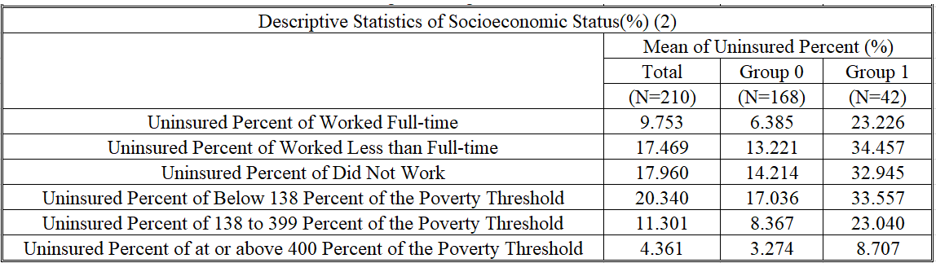 Descriptive Statistics of Socioeconomic Status(%) (2)
Mean of Uninsured Percent (%)
Total Group 0 Group 1
(N=210) (N=168) (N=42)
Uninsured Percent of Worked Full-time 9.753 6.385 23.226
Uninsured Percent of Worked Less than Full-time 17.469 13.221 34.457
Uninsured Percent of Did Not Work 17.960 14.214 32.945
Uninsured Percent of Below 138 Percent of the Poverty Threshold 20.340 17.036 33.557
Uninsured Percent of 138 to 399 Percent of the Poverty Threshold 11.301 8.367 23.040
Uninsured Percent of at or above 400 Percent of the Poverty Threshold 4.361 3.274 8.707